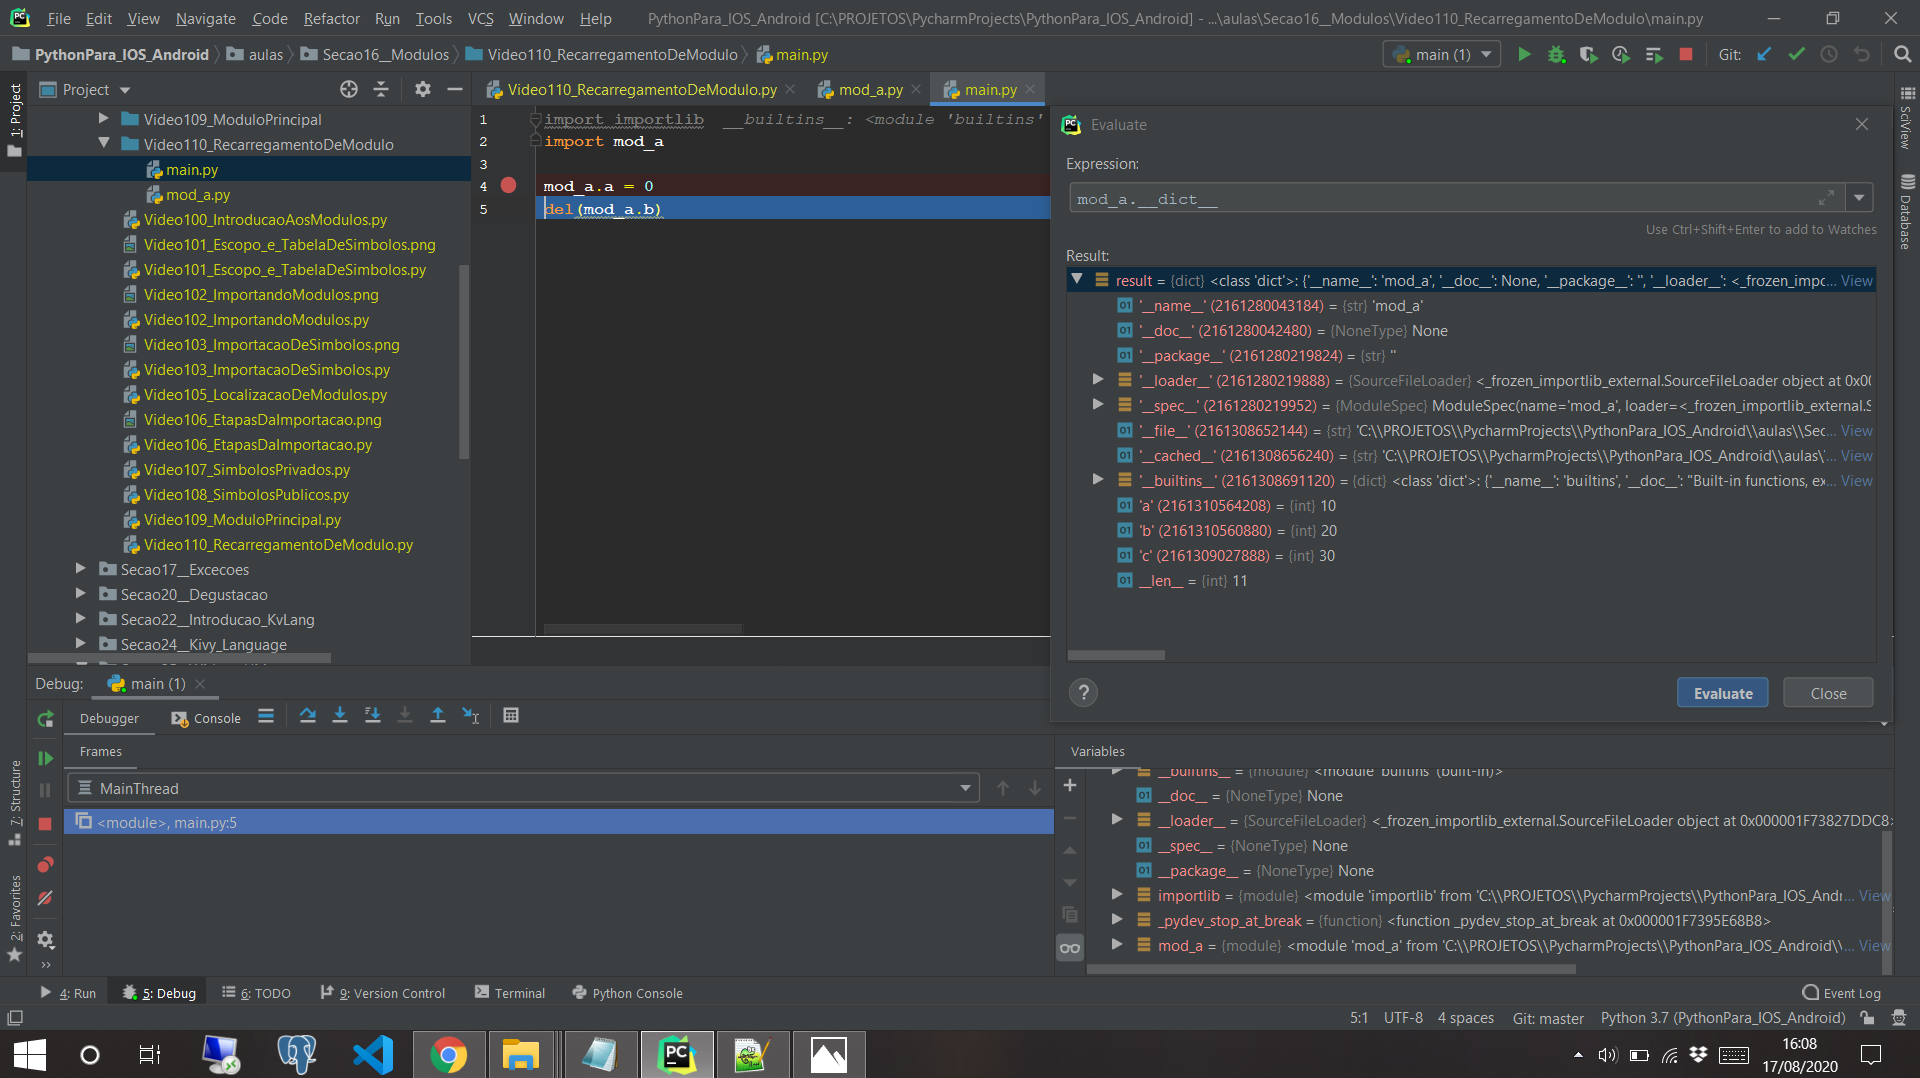 File Edit View Navigate Code Refactor Run Tools VCS Window Help PythonPara_IOS_Android [C:\PROJETOS\PycharmProjects\PythonPara_IOS_Android] - ...\aulas\Secao16__Modulos\Video110_RecarregamentoDeModulo\main.py
PythonPara_IOS_Android aulas Secao16__Modulos Video110_RecarregamentoDeModulo main.py main (1) Git:
1: Project
Project
Video109_ModuloPrincipal
Video110_RecarregamentoDeModulo
main.py
mod_a.py
Video100_IntroducaoAosModulos.py
Video101_Escopo_e_TabelaDeSimbolos.png
Video101_Escopo_e_TabelaDeSimbolos.py
Video102_ImportandoModulos.png
Video102_ImportandoModulos.py
Video103_ImportacaoDeSimbolos.png
Video103_ImportacaoDeSimbolos.py
Video105_LocalizacaoDeModulos.py
Video106_EtapasDaImportacao.png
Video106_EtapasDaImportacao.py
Video107_SimbolosPrivados.py
Video108_SimbolosPublicos.py
Video109_ModuloPrincipal.py
Video110_RecarregamentoDeModulo.py
Secao17__Excecoes
Secao20__Degustacao
Secao22__Introducao_KvLang
Secao24__Kivy_Language
Video110_RecarregamentoDeModulo.py mod_a.py main.py
1 import importlib __builtins__: <module 'builtins'
2 import mod_a
3
4 mod_a.a = 0
5 del(mod_a.b)
Evaluate
Expression:
mod_a.__dict__
Use Ctrl+Shift+Enter to add to Watches
Result:
result = {dict} <class 'dict'>: {'__name__': 'mod_a', '__doc__': None, '__package__': '', '__loader__': <_frozen_impc... View
'__name__' (2161280043184) = {str} 'mod_a'
'__doc__' (2161280042480) = {NoneType} None
'__package__' (2161280219824) = {str} ''
'__loader__' (2161280219888) = {SourceFileLoader} <_frozen_importlib_external.SourceFileLoader object at 0x00
'__spec__' (2161280219952) = {ModuleSpec} ModuleSpec(name='mod_a', loader=<_frozen_importlib_external.S
'__file__' (2161308652144) = {str} 'C:\\PROJETOS\\PycharmProjects\\PythonPara_IOS_Android\\aulas\\Sec... View
'__cached__' (2161308656240) = {str} 'C:\\PROJETOS\\PycharmProjects\\PythonPara_IOS_Android\\aulas\'... View
'__builtins__' (2161308691120) = {dict} <class 'dict'>: {'__name__': 'builtins', '__doc__': "Built-in functions, ex... View
'a' (2161310564208) = {int} 10
'b' (2161310560880) = {int} 20
'c' (2161309027888) = {int} 30
__len__ = {int} 11
? Evaluate Close
SciView
Database
Debug: main (1)
Debugger Console
Frames
MainThread
<module>, main.py:5
7: Structure
2: Favorites
Variables
__builtins__ = {module} <module 'builtins' (built-in)>
__doc__ = {NoneType} None
__loader__ = {SourceFileLoader} <_frozen_importlib_external.SourceFileLoader object at 0x000001F73827DDC8>
__spec__ = {NoneType} None
__package__ = {NoneType} None
importlib = {module} <module 'importlib' from 'C:\\PROJETOS\\PycharmProjects\\PythonPara_IOS_Andr... View
_pydev_stop_at_break = {function} <function _pydev_stop_at_break at 0x000001F7395E68B8>
mod_a = {module} <module 'mod_a' from 'C:\\PROJETOS\\PycharmProjects\\PythonPara_IOS_Android\\... View
4: Run 5: Debug 6: TODO 9: Version Control Terminal Python Console Event Log
5:1 UTF-8 4 spaces Git: master Python 3.7 (PythonPara_IOS_Android)
16:08
17/08/2020